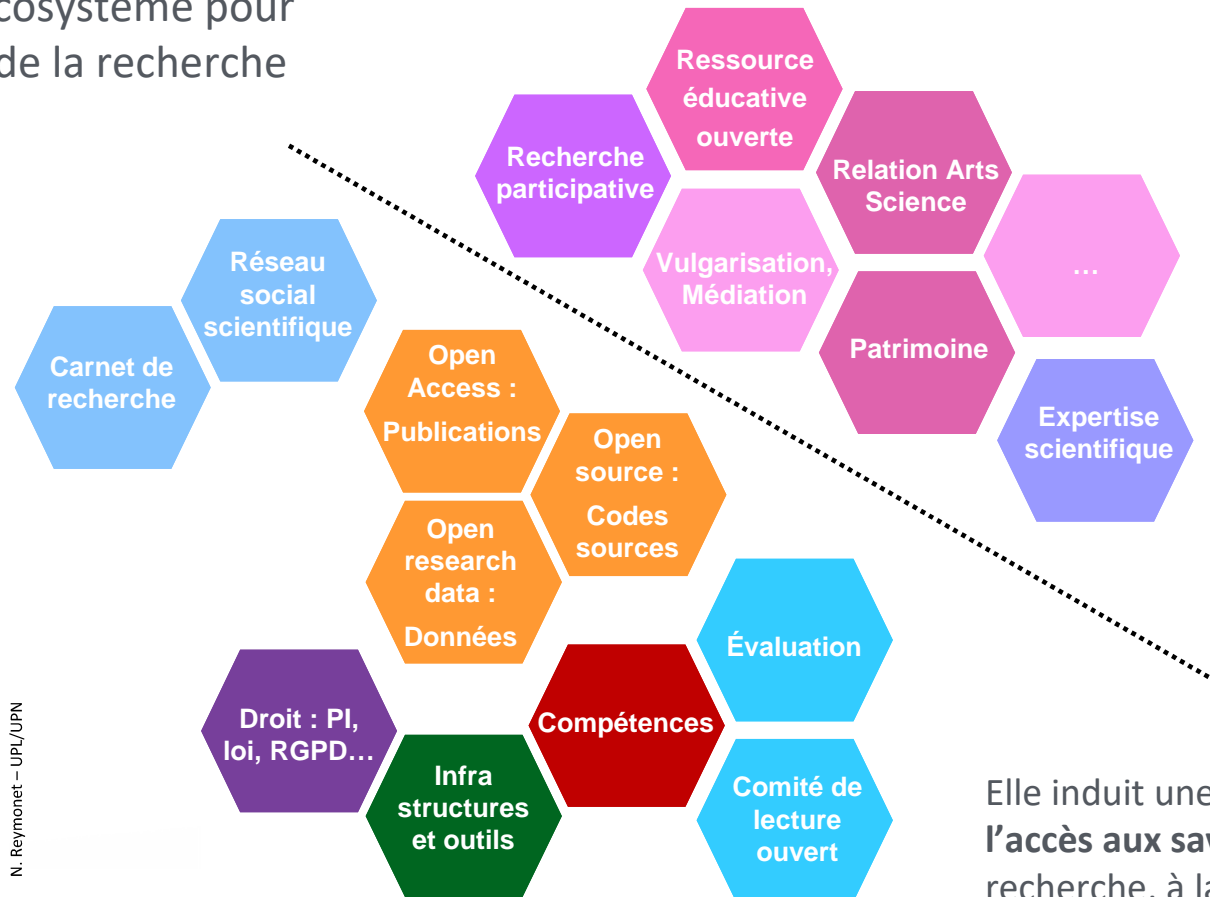 cosystème pour
de la recherche
Ressource
éducative
ouverte
Recherche
participative
Relation Arts
Science
Vulgarisation,
Médiation
...
Patrimoine
Expertise
scientifique
Réseau
social
scientifique
Carnet de
recherche
Open
Access :
Publications
Open
source :
Codes
sources
Open
research
data :
Données
Évaluation
Compétences
Droit : PI,
loi, RGPD...
Infra
structures
et outils
Comité de
lecture
ouvert
N. Reymonet – UPL/UPN
Elle induit une
l'accès aux sav
recherche, à la